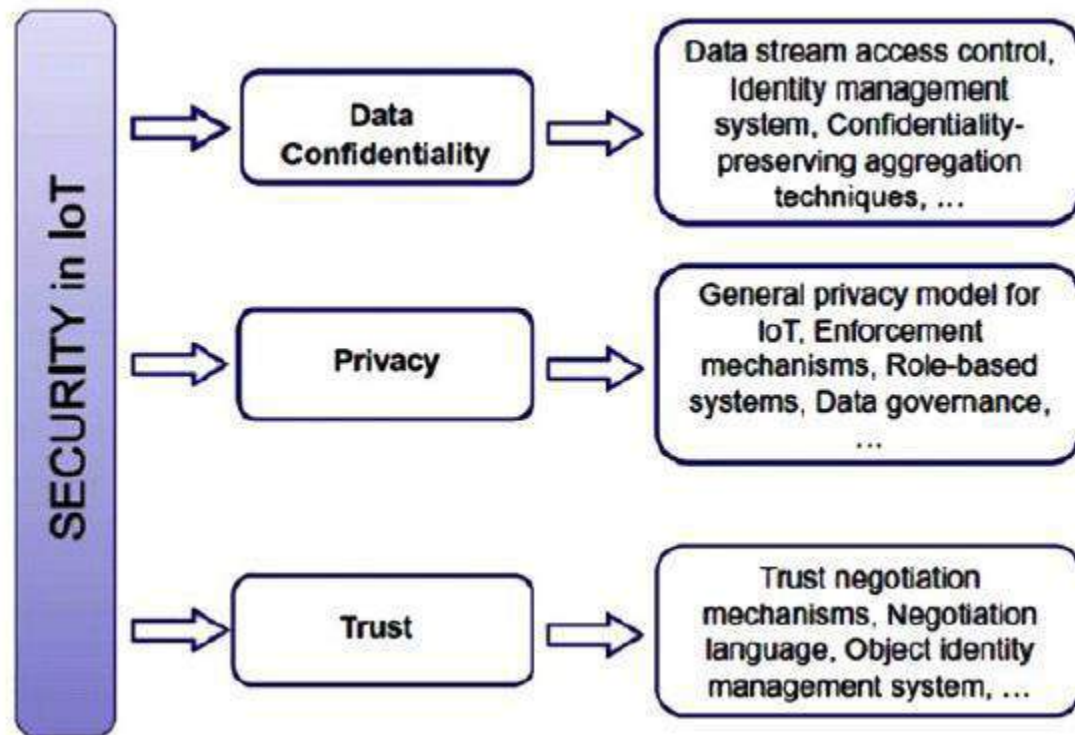 SECURITY in IoT
Data
Confidentiality
Data stream access control,
Identity management
system, Confidentiality-
preserving aggregation
techniques, ...
Privacy
General privacy model for
IoT, Enforcement
mechanisms, Role-based
systems, Data governance,
...
Trust
Trust negotiation
mechanisms, Negotiation
language, Object identity
management system, ...